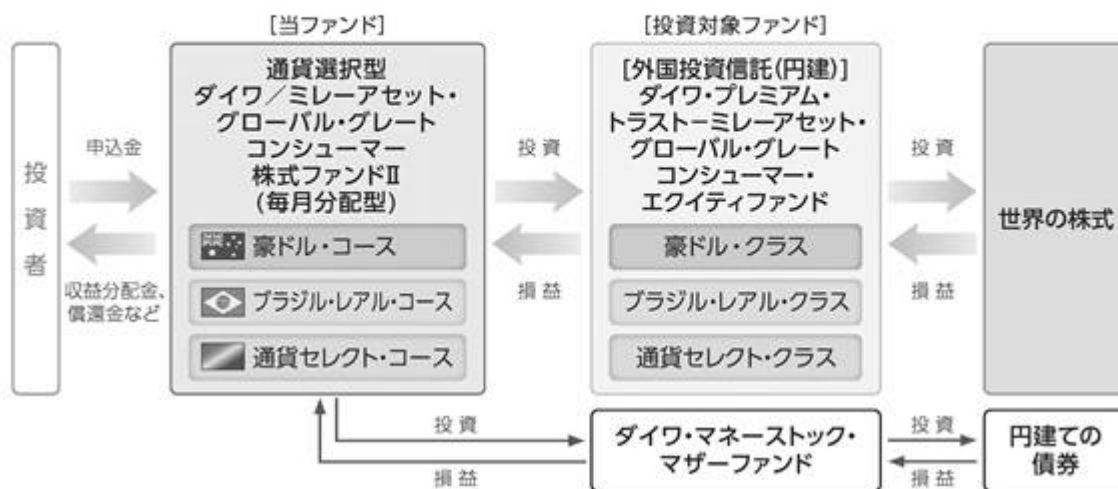 [当ファンド]
[投資対象ファンド]
投資者
申込金
収益分配金、
償還金など
通貨選択型
ダイワ／ミレーアセット・
グローバル・グレート
コンシューマー
株式ファンドⅡ
(毎月分配型)
豪ドル・コース
ブラジル・レアル・コース
通貨セレクト・コース
投資
損益
[外国投資信託(円建)]
ダイワ・プレミアム・
トラスト－ミレーアセット・
グローバル・グレート
コンシューマー・
エクイティファンド
豪ドル・クラス
ブラジル・レアル・クラス
通貨セレクト・クラス
投資
損益
世界の株式
投資
損益
ダイワ・マネーストック・
マザーファンド
投資
損益
円建ての
債券